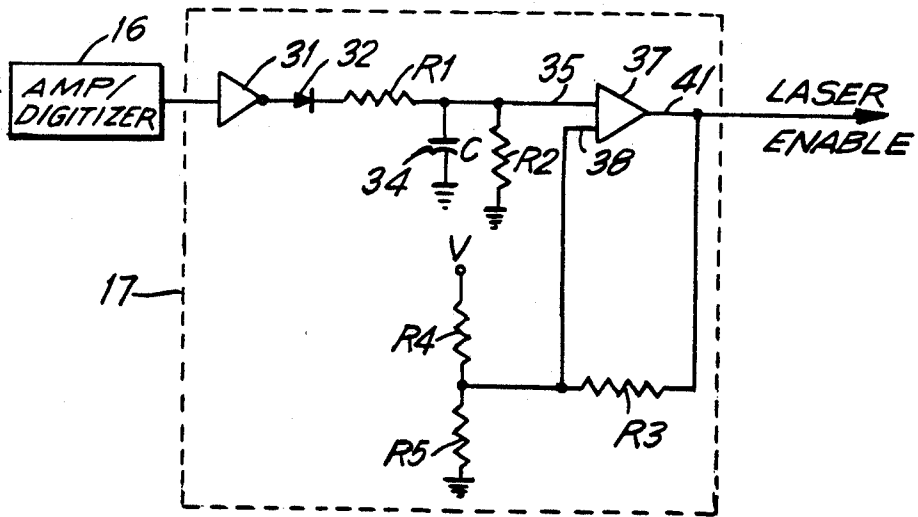 16
AMP/
DIGITIZER
31
32
R1
35
37
41
LASER
ENABLE
34
C
R2
38
V
17
R4
R5
R3